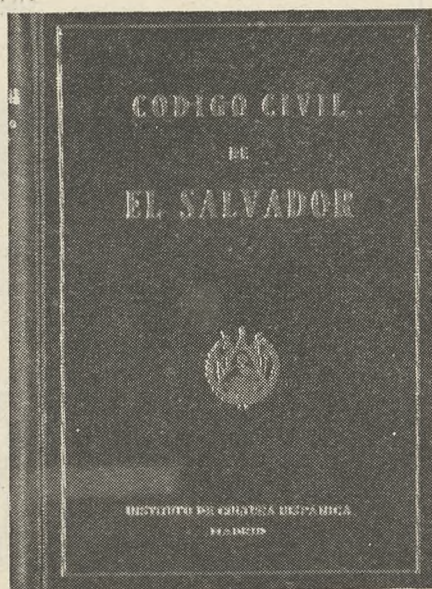 CODIGO CIVIL
DE
EL SALVADOR
INSTITUTO DE CULTURA HISPANICA
MADRID